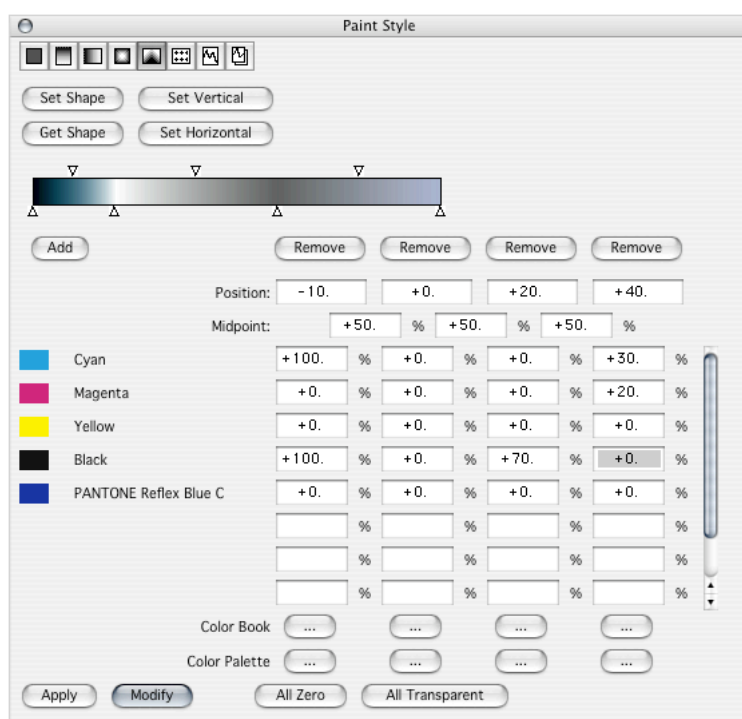 Paint Style
Set Shape Set Vertical
Get Shape Set Horizontal
Add Remove Remove Remove Remove
Position: -10. +0. +20. +40.
Midpoint: +50. % +50. % +50. %
Cyan +100. % +0. % +0. % +30. %
Magenta +0. % +0. % +0. % +20. %
Yellow +0. % +0. % +0. % +0. %
Black +100. % +0. % +70. % +0. %
PANTONE Reflex Blue C +0. % +0. % +0. % +0. %
% % % %
% % % %
% % % %
Color Book ... ... ... ...
Color Palette ... ... ... ...
Apply Modify All Zero All Transparent